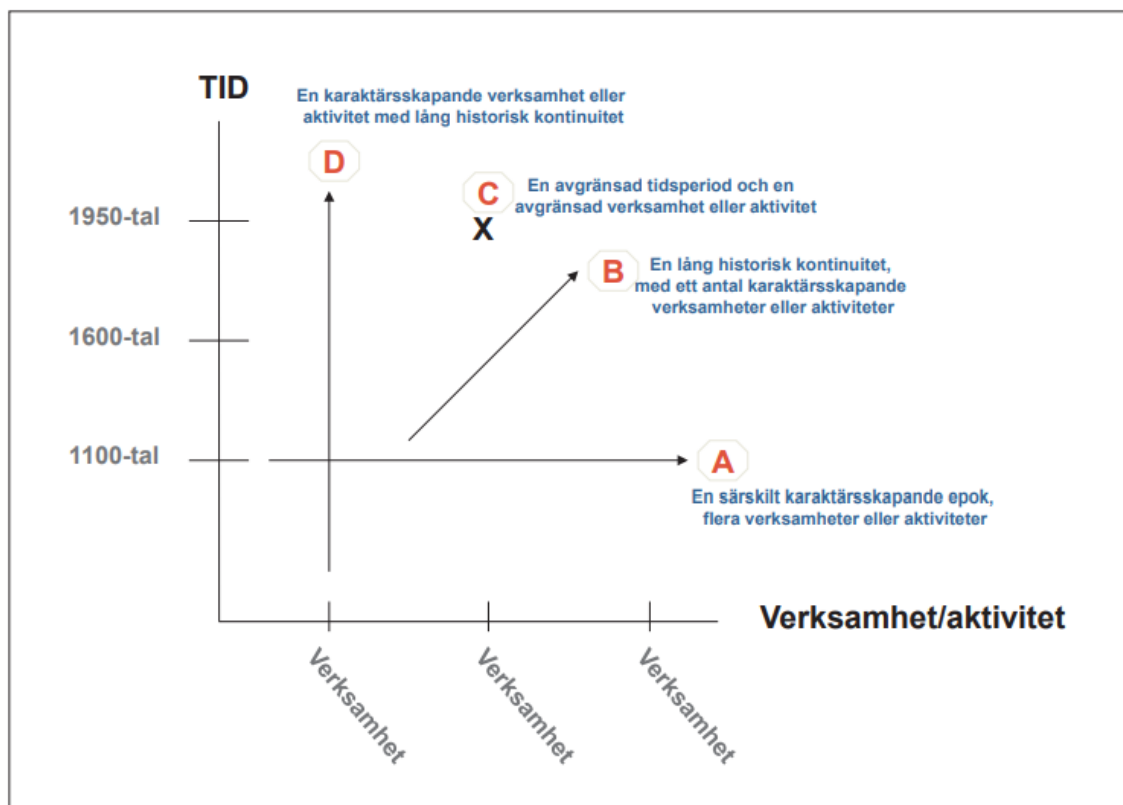 TID
En karaktärsskapande verksamhet eller
aktivitet med lång historisk kontinuitet
D
1950-tal
C
En avgränsad tidsperiod och en
avgränsad verksamhet eller aktivitet
X
B
En lång historisk kontinuitet,
med ett antal karaktärsskapande
verksamheter eller aktiviteter
1600-tal
1100-tal
A
En särskilt karaktärsskapande epok,
flera verksamheter eller aktiviteter
Verksamhet/aktivitet
Verksamhet
Verksamhet
Verksamhet